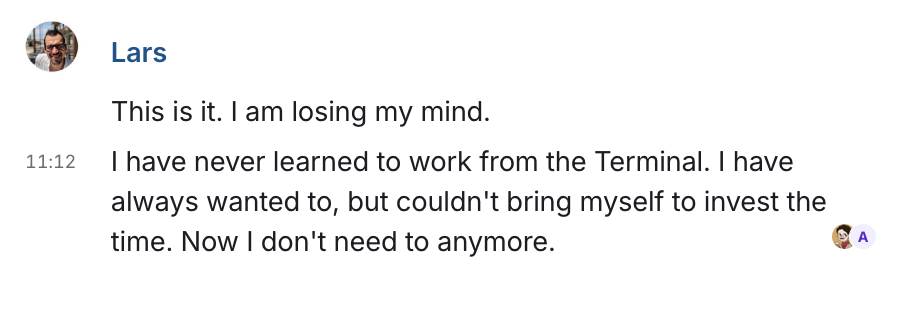 Lars
This is it. I am losing my mind.
11:12
I have never learned to work from the Terminal. I have
always wanted to, but couldn't bring myself to invest the
time. Now I don't need to anymore.
A